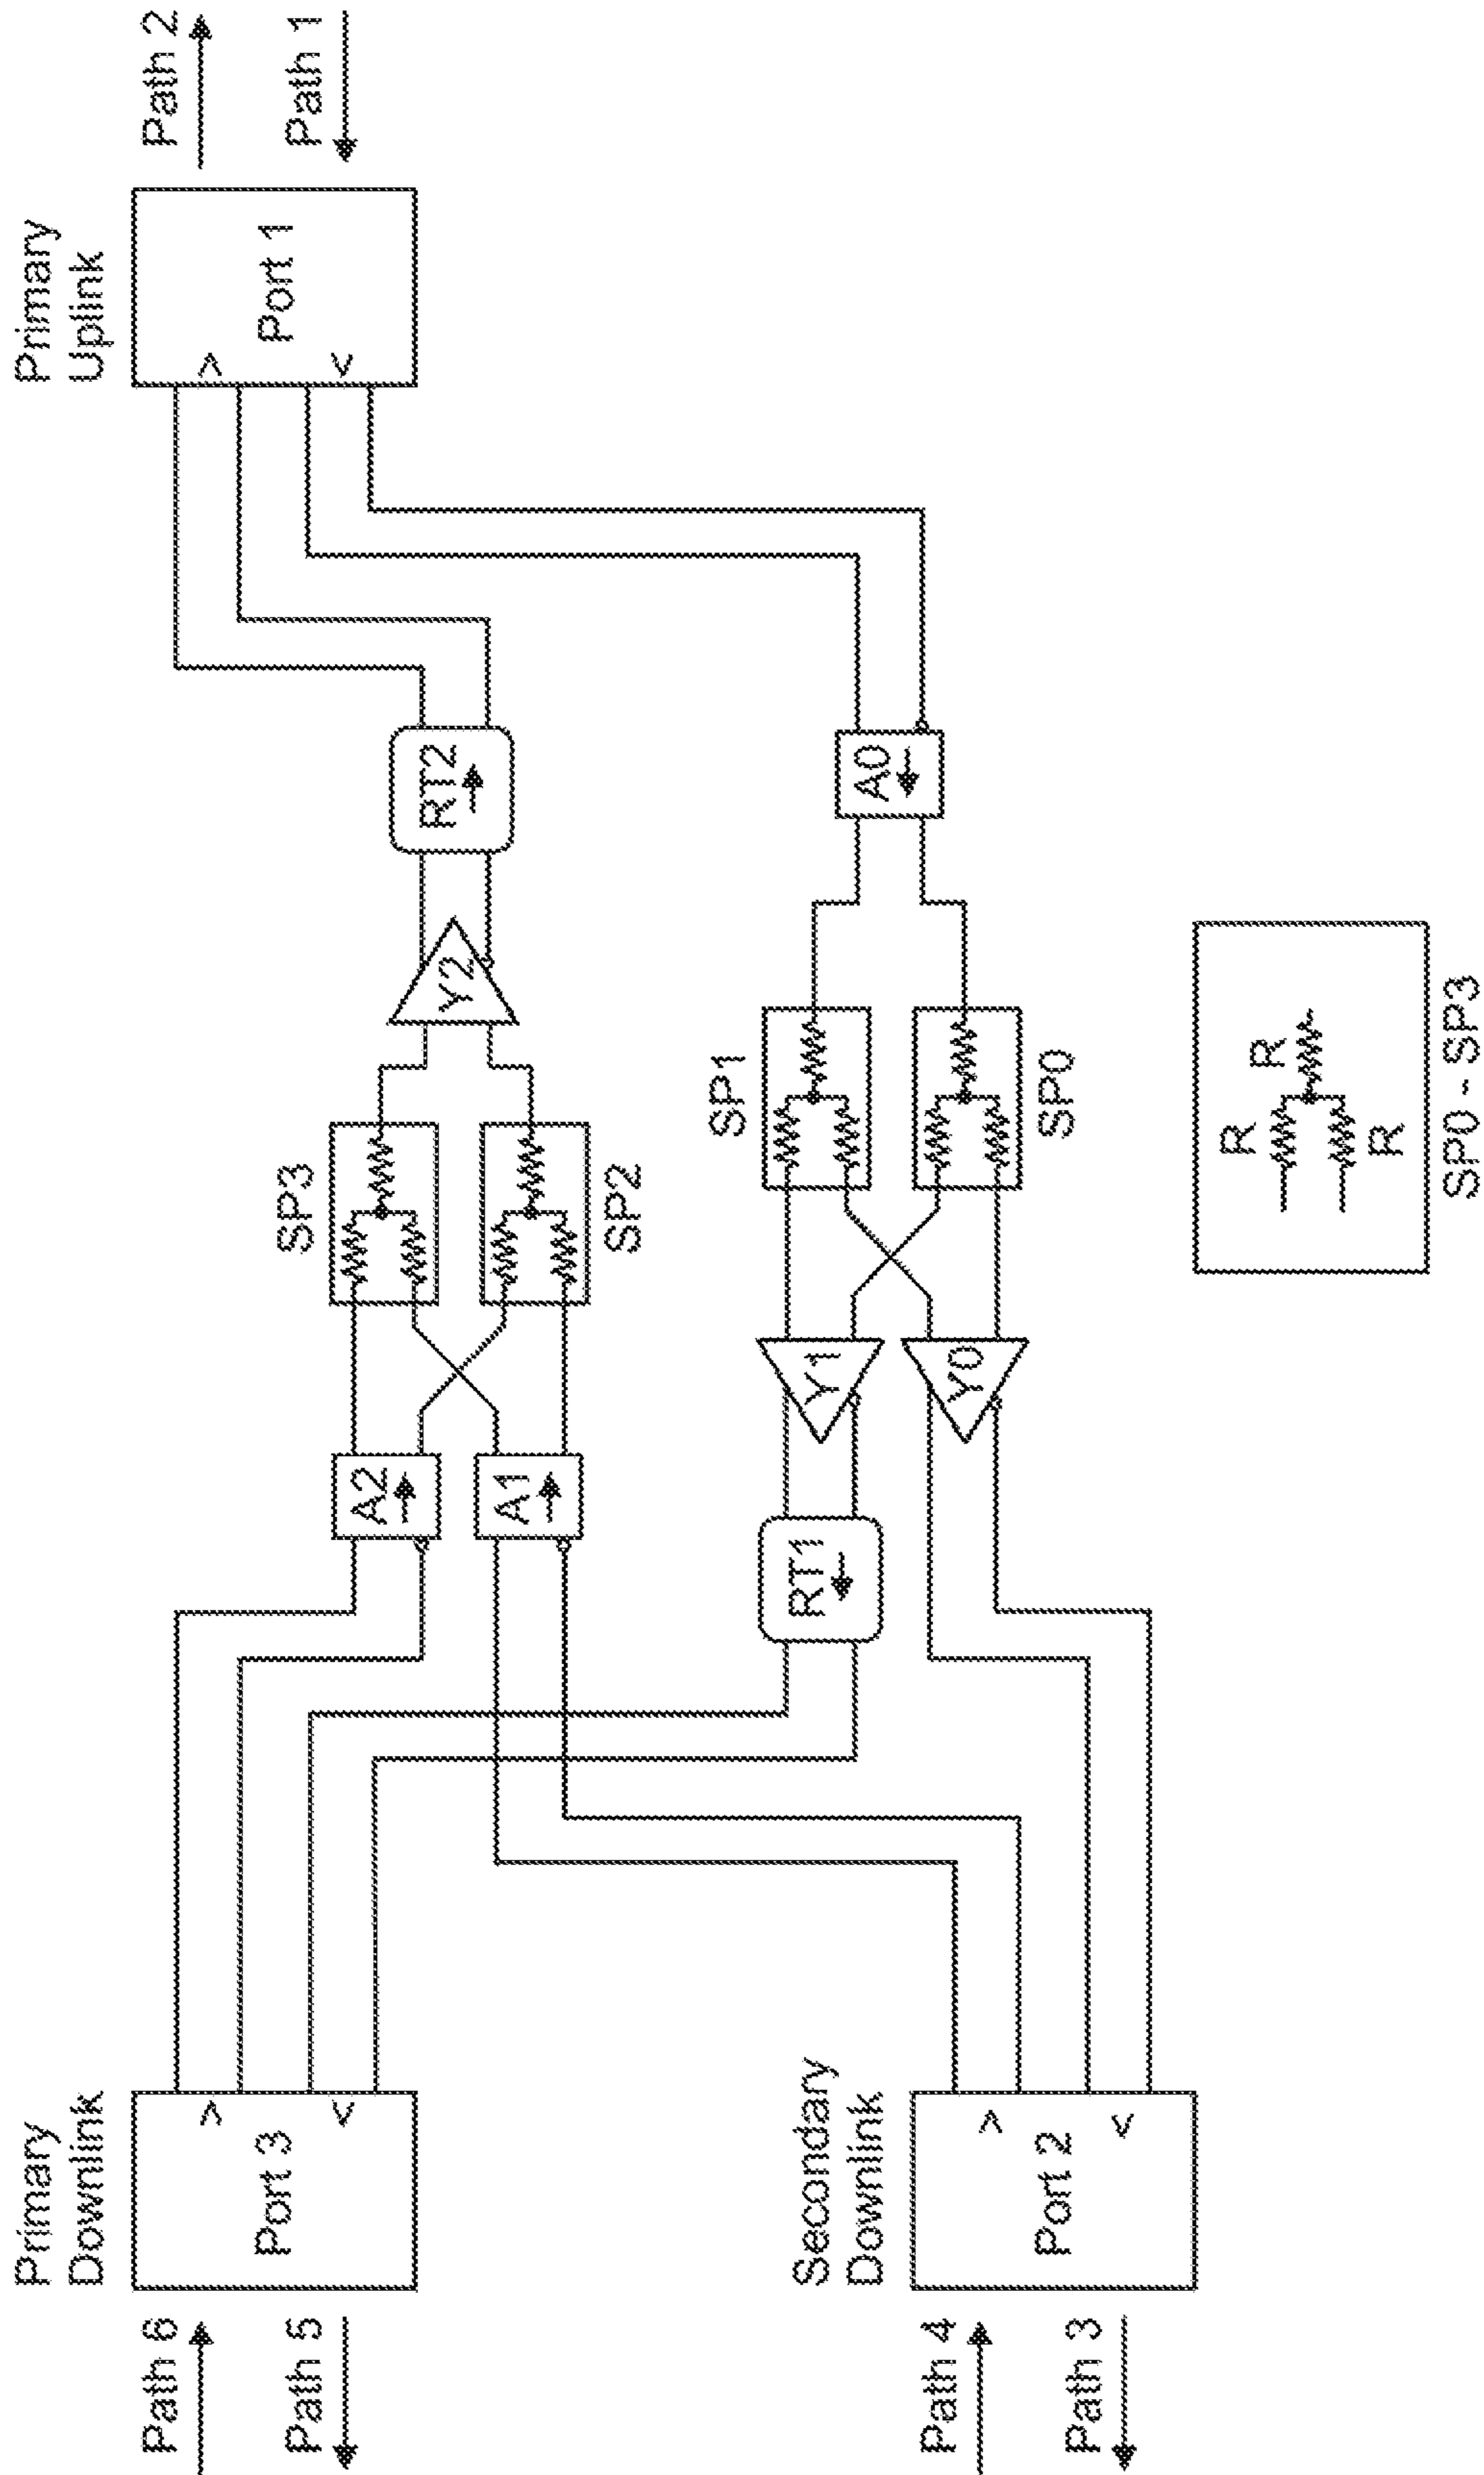 Primary
Downlink
Port 3
>
<
Path 6
Path 5
Secondary
Downlink
Port 2
>
<
Path 4
Path 3
A2
A1
SP3
SP2
Y2
RT2
RT1
Y1
Y0
SP1
SP0
A0
Primary
Uplink
Port 1
>
<
Path 2
Path 1
R
R
R
SP0 - SP3